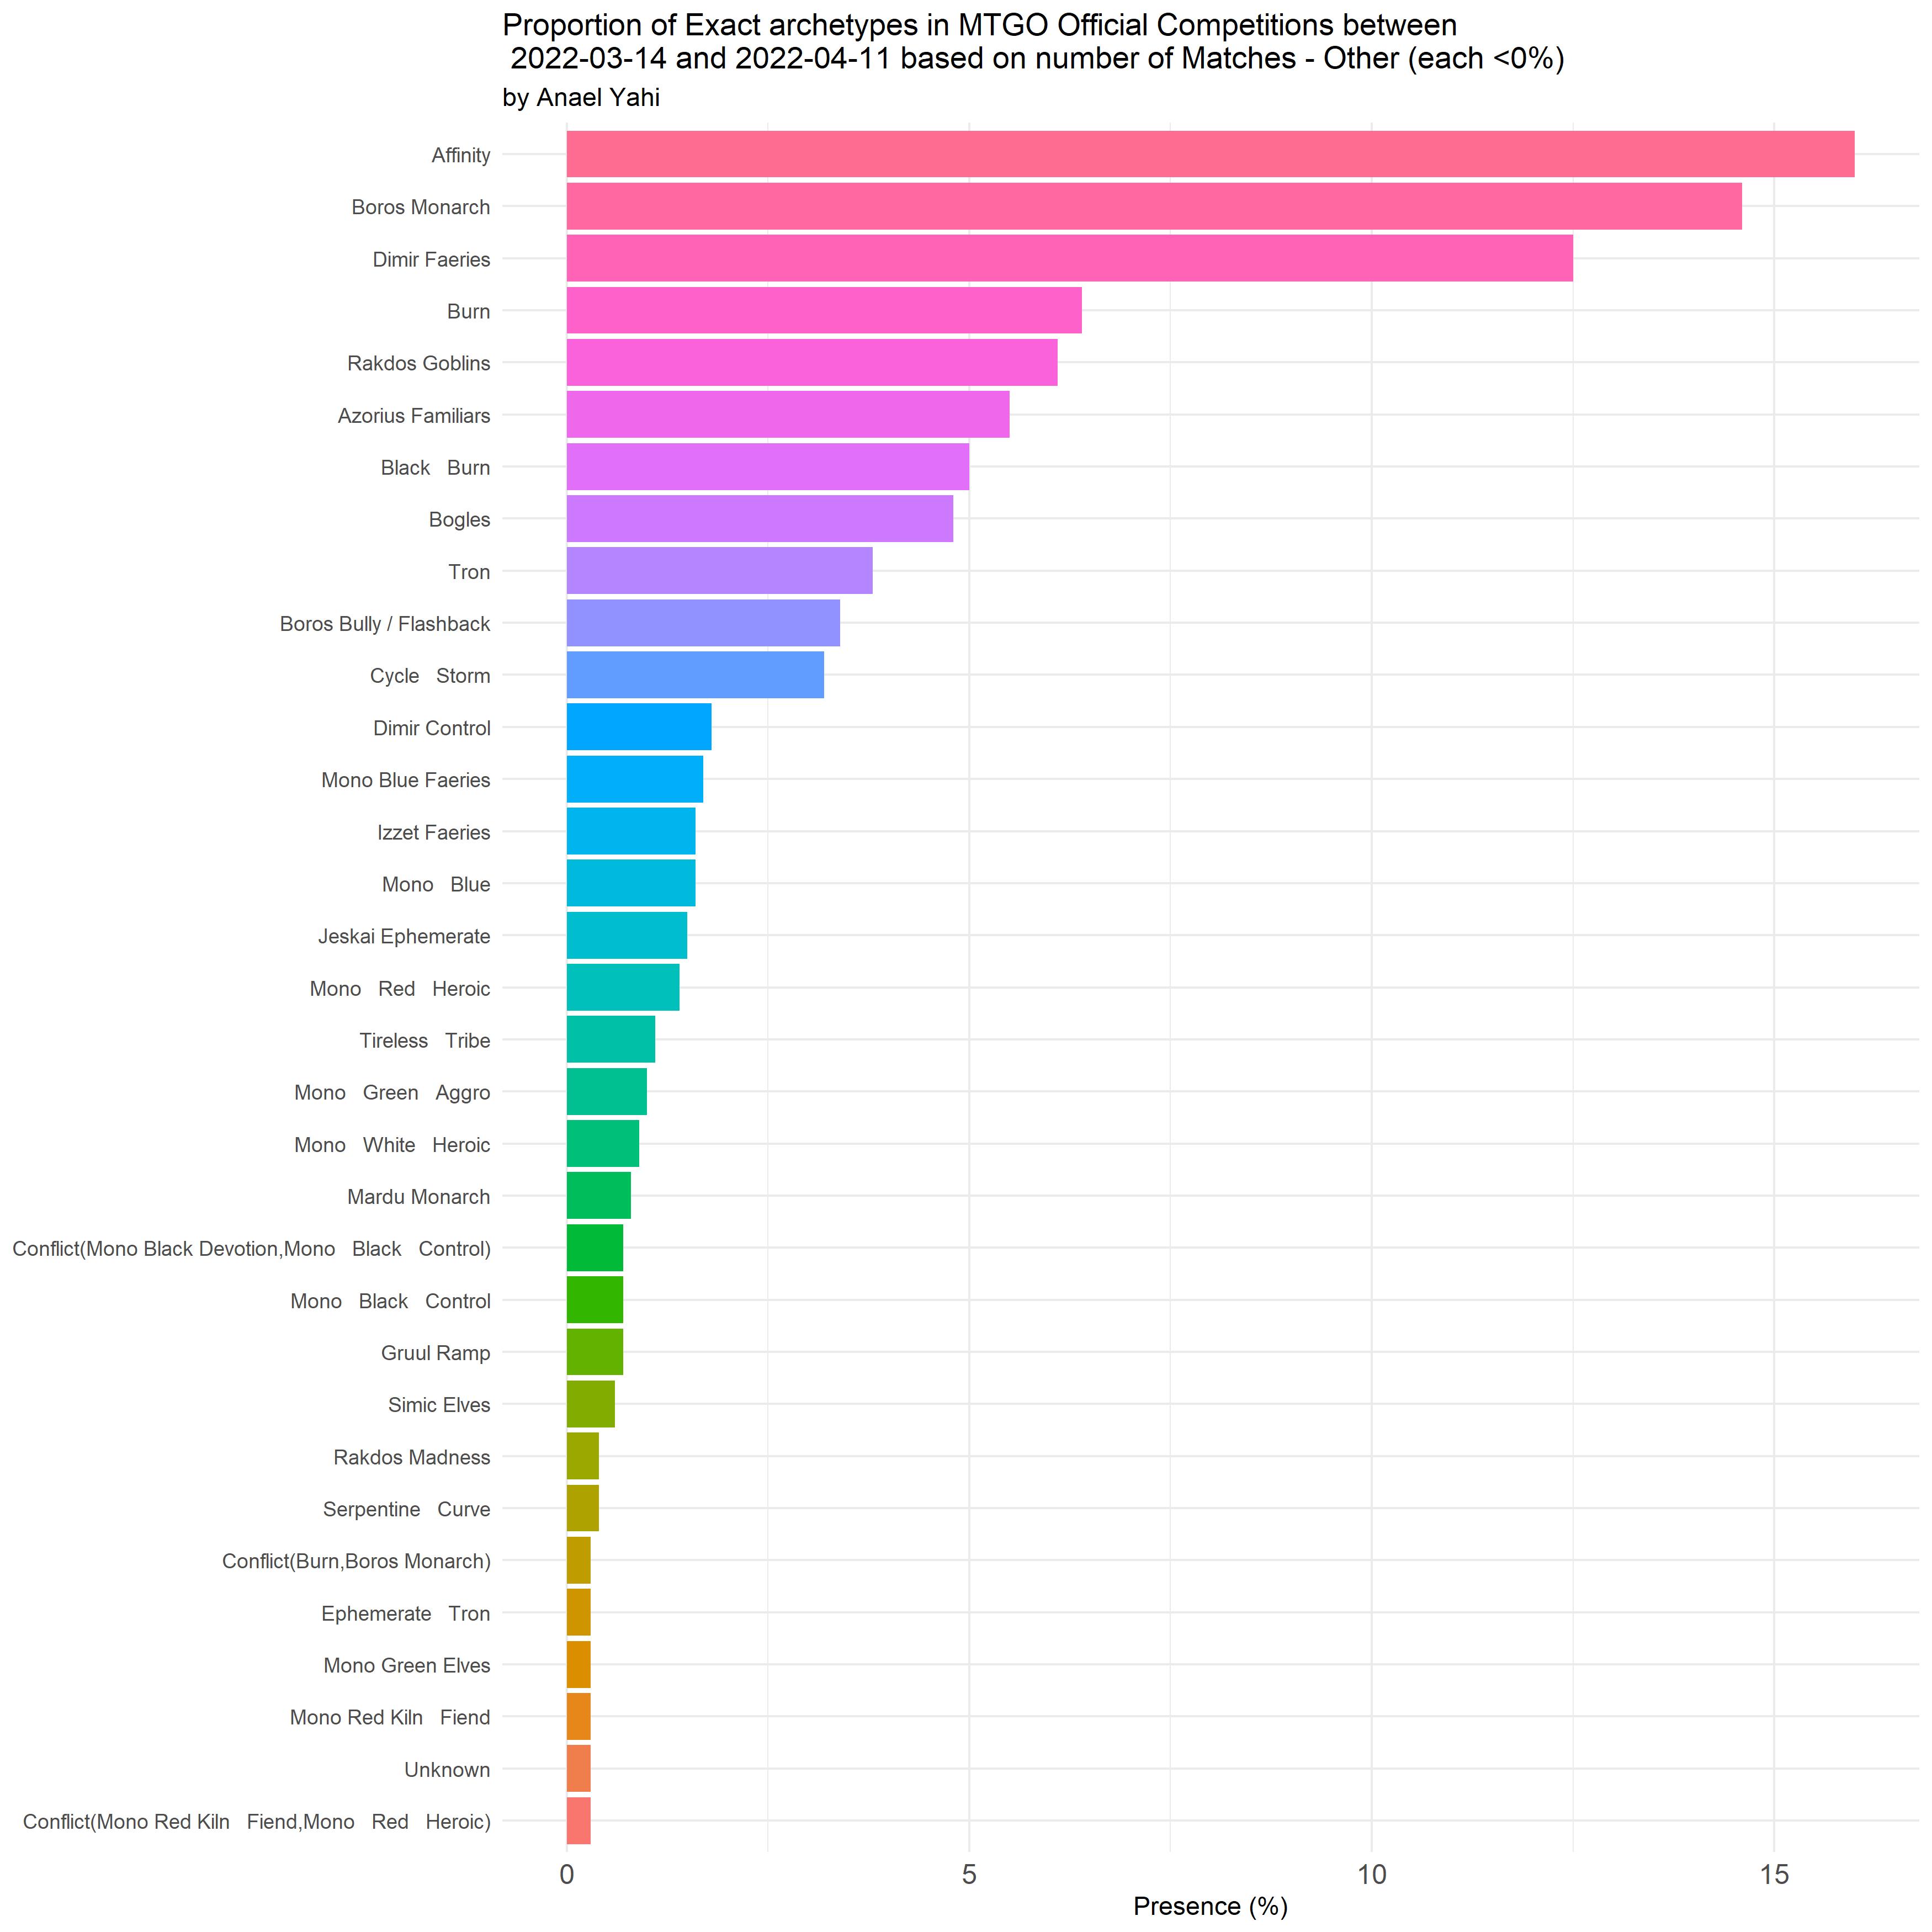 Proportion of Exact archetypes in MTGO Official Competitions between
2022-03-14 and 2022-04-11 based on number of Matches - Other (each <0%)
by Anael Yahi
Affinity
Boros Monarch
Dimir Faeries
Burn
Rakdos Goblins
Azorius Familiars
Black   Burn
Bogles
Tron
Boros Bully / Flashback
Cycle   Storm
Dimir Control
Mono Blue Faeries
Izzet Faeries
Mono   Blue
Jeskai Ephemerate
Mono   Red   Heroic
Tireless   Tribe
Mono   Green   Aggro
Mono   White   Heroic
Mardu Monarch
Conflict(Mono Black Devotion,Mono   Black   Control)
Mono   Black   Control
Gruul Ramp
Simic Elves
Rakdos Madness
Serpentine   Curve
Conflict(Burn,Boros Monarch)
Ephemerate   Tron
Mono Green Elves
Mono Red Kiln   Fiend
Unknown
Conflict(Mono Red Kiln   Fiend,Mono   Red   Heroic)
0 5 10 15
Presence (%)